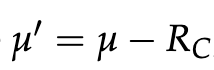 μ′ = μ − R_C